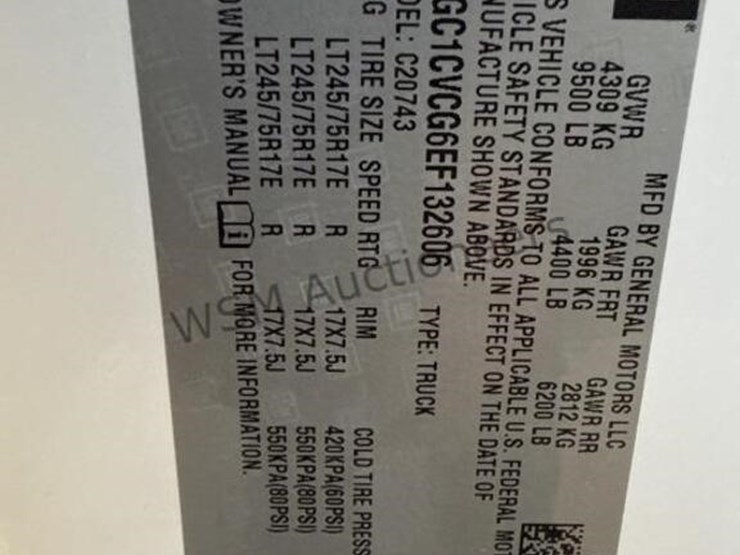 MFD BY GENERAL MOTORS LLC
GVWR GAWR FRT GAWR RR
4309 KG 1996 KG 2812 KG
9500 LB 4400 LB 6200 LB
S VEHICLE CONFORMS TO ALL APPLICABLE U.S. FEDERAL MOT
ICLE SAFETY STANDARDS IN EFFECT ON THE DATE OF
NUFACTURE SHOWN ABOVE.
GC1CVCG6EF132606 TYPE: TRUCK
DEL: C20743
G TIRE SIZE SPEED RTG RIM COLD TIRE PRESS
LT245/75R17E R 17X7.5J 420KPA(60PSI)
LT245/75R17E R 17X7.5J 550KPA(80PSI)
LT245/75R17E R 17X7.5J 550KPA(80PSI)
OWNER'S MANUAL i FOR MORE INFORMATION.
WSM Auctioneers